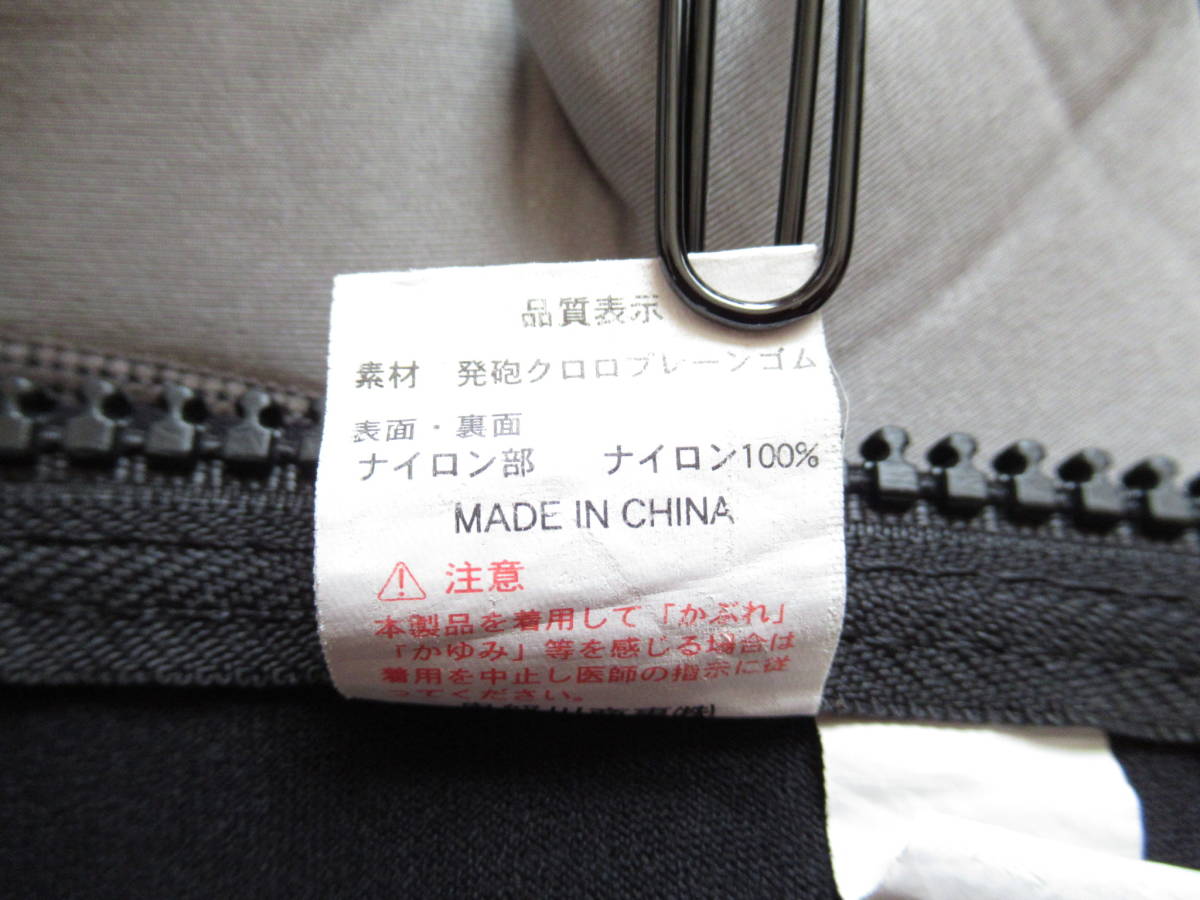 品質表示
素材 発砲クロロプレーンゴム
表面・裏面
ナイロン部 ナイロン100%
MADE IN CHINA
注意
本製品を着用して「かぶれ」
「かゆみ」等を感じる場合は
着用を中止し医師の指示に従
ってください。